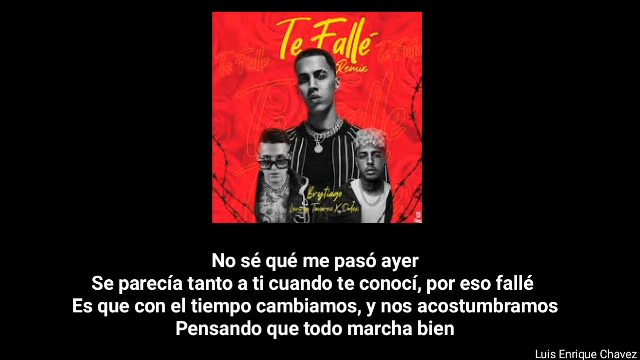 Te Fallé
Remix
Brytiago
No sé qué me pasó ayer
Se parecía tanto a ti cuando te conocí, por eso fallé
Es que con el tiempo cambiamos, y nos acostumbramos
Pensando que todo marcha bien
Luis Enrique Chavez